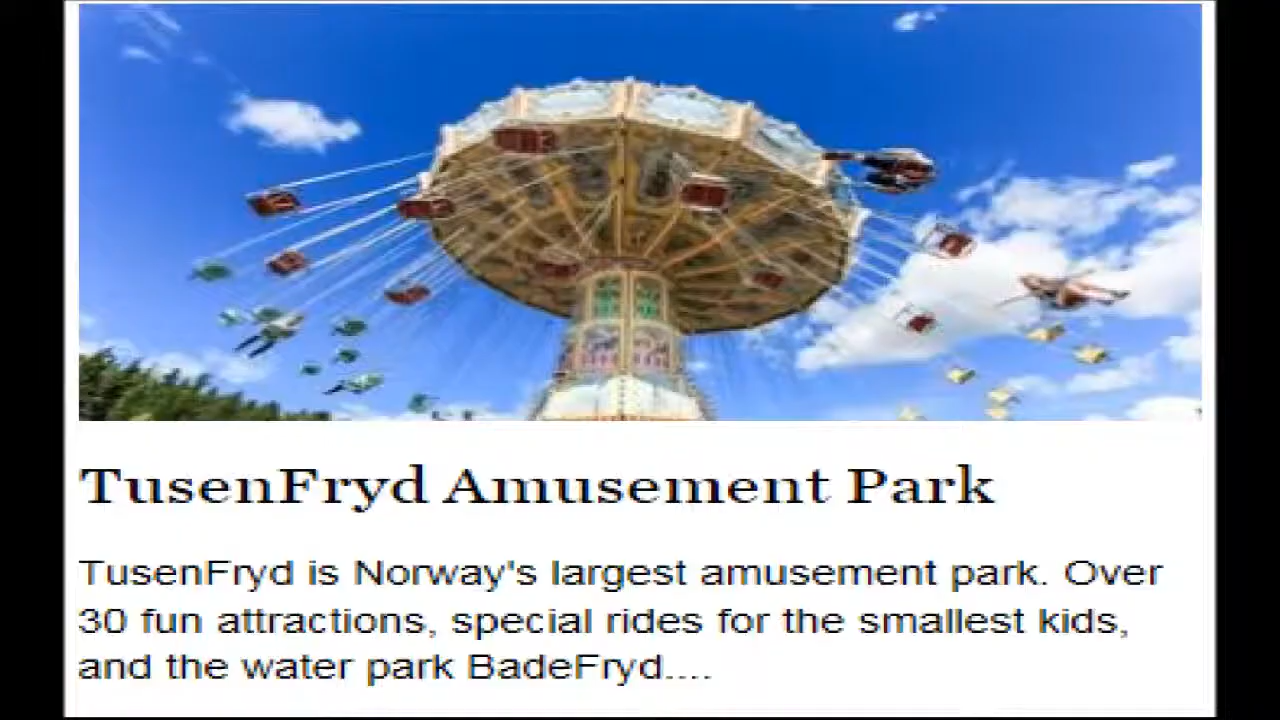 TusenFryd Amusement Park
TusenFryd is Norway's largest amusement park. Over
30 fun attractions, special rides for the smallest kids,
and the water park BadeFryd....